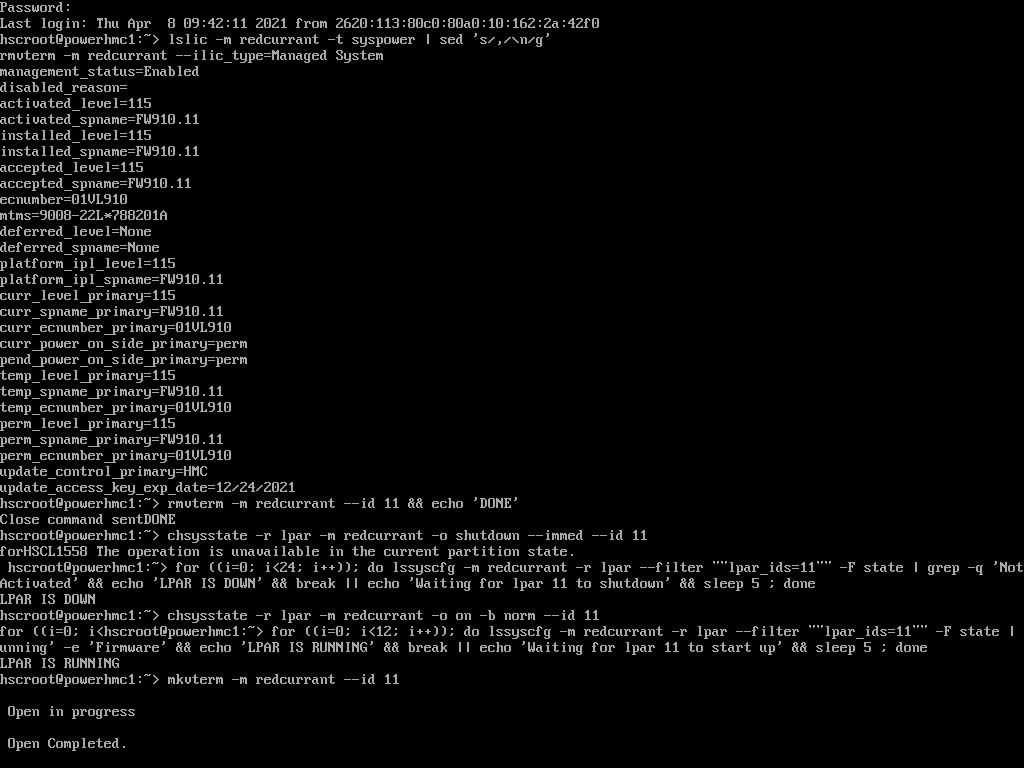 Password:
Last login: Thu Apr  8 09:42:11 2021 from 2620:113:80c0:80a0:10:162:2a:42f0
hscroot@powerhmc1:~> lslic -m redcurrant -t syspower | sed 's/,/\n/g'
rmvterm -m redcurrant --ilic_type=Managed System
management_status=Enabled
disabled_reason=
activated_level=115
activated_spname=FW910.11
installed_level=115
installed_spname=FW910.11
accepted_level=115
accepted_spname=FW910.11
ecnumber=01VL910
mtms=9008-22L*788201A
deferred_level=None
deferred_spname=None
platform_ipl_level=115
platform_ipl_spname=FW910.11
curr_level_primary=115
curr_spname_primary=FW910.11
curr_ecnumber_primary=01VL910
curr_power_on_side_primary=perm
pend_power_on_side_primary=perm
temp_level_primary=115
temp_spname_primary=FW910.11
temp_ecnumber_primary=01VL910
perm_level_primary=115
perm_spname_primary=FW910.11
perm_ecnumber_primary=01VL910
update_control_primary=HMC
update_access_key_exp_date=12/24/2021
hscroot@powerhmc1:~> rmvterm -m redcurrant --id 11 && echo 'DONE'
Close command sentDONE
hscroot@powerhmc1:~> chsysstate -r lpar -m redcurrant -o shutdown --immed --id 11
forHSCL1558 The operation is unavailable in the current partition state.
 hscroot@powerhmc1:~> for ((i=0; i<24; i++)); do lssyscfg -m redcurrant -r lpar --filter ""lpar_ids=11"" -F state | grep -q 'Not
Activated' && echo 'LPAR IS DOWN' && break || echo 'Waiting for lpar 11 to shutdown' && sleep 5 ; done
LPAR IS DOWN
hscroot@powerhmc1:~> chsysstate -r lpar -m redcurrant -o on -b norm --id 11
for ((i=0; i<hscroot@powerhmc1:~> for ((i=0; i<12; i++)); do lssyscfg -m redcurrant -r lpar --filter ""lpar_ids=11"" -F state |
unning' -e 'Firmware' && echo 'LPAR IS RUNNING' && break || echo 'Waiting for lpar 11 to start up' && sleep 5 ; done
LPAR IS RUNNING
hscroot@powerhmc1:~> mkvterm -m redcurrant --id 11
Open in progress
Open Completed.